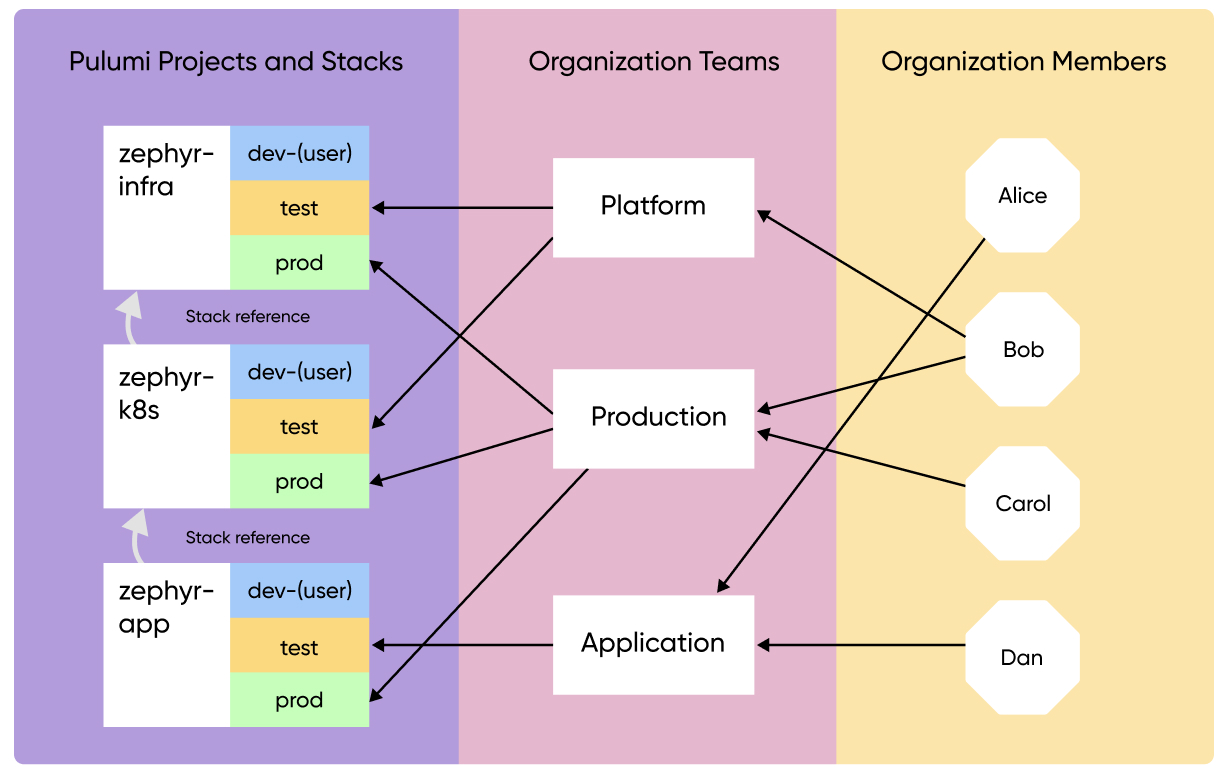 Pulumi Projects and Stacks
Organization Teams
Organization Members
zephyr-
infra
dev-(user)
test
prod
Stack reference
zephyr-
k8s
dev-(user)
test
prod
Stack reference
zephyr-
app
dev-(user)
test
prod
Platform
Production
Application
Alice
Bob
Carol
Dan